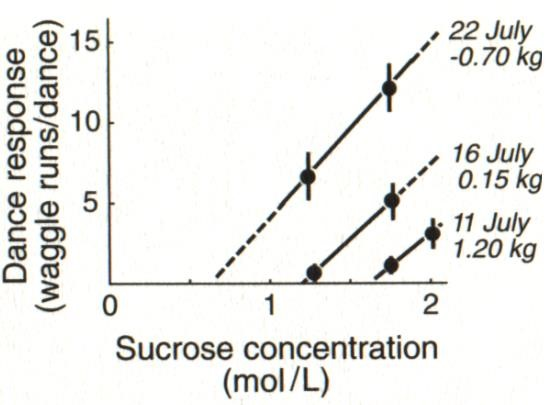 Dance response
(waggle runs/dance)
15
10
5
22 July
-0.70 kg
16 July
0.15 kg
11 July
1.20 kg
0
1
2
Sucrose concentration
(mol/L)